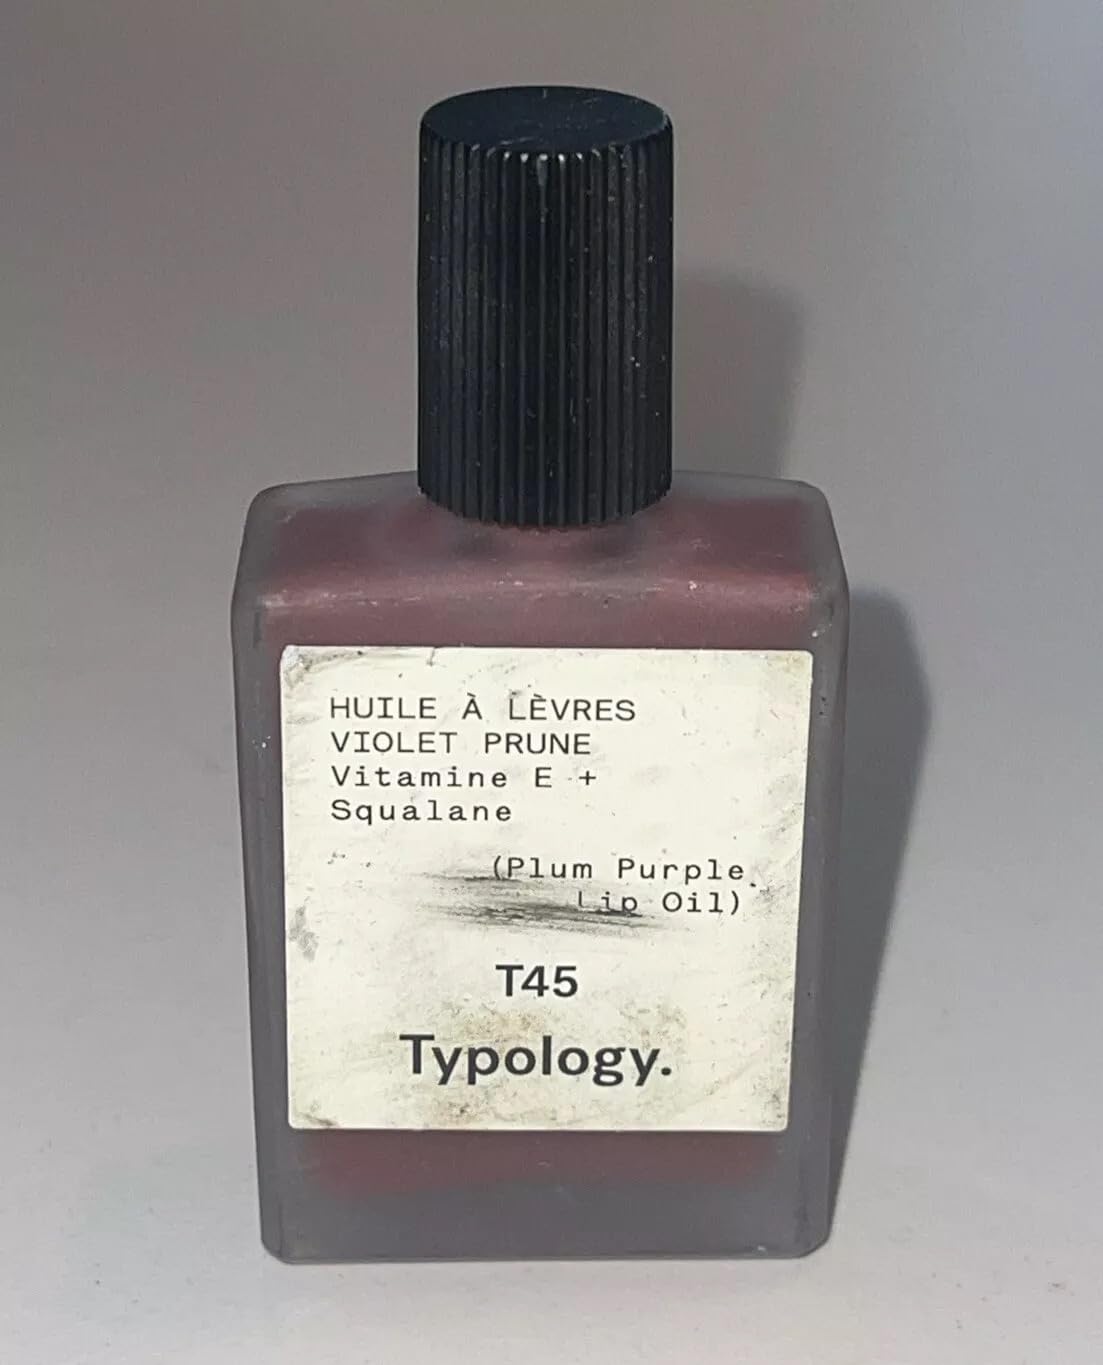 HUILE À LÈVRES
VIOLET PRUNE
Vitamine E +
Squalane
(Plum Purple
Lip Oil)
T45
Typology.